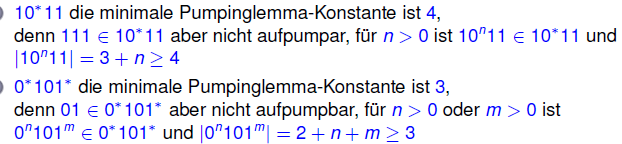 10*11 die minimale Pumpinglemma-Konstante ist 4,
denn 111 ∈ 10*11 aber nicht aufpumpar, für n > 0 ist 10ⁿ11 ∈ 10*11 und
|10ⁿ11| = 3 + n ≥ 4
0*101* die minimale Pumpinglemma-Konstante ist 3,
denn 01 ∈ 0*101* aber nicht aufpumpbar, für n > 0 oder m > 0 ist
0ⁿ101ᵐ ∈ 0*101* und |0ⁿ101ᵐ| = 2 + n + m ≥ 3